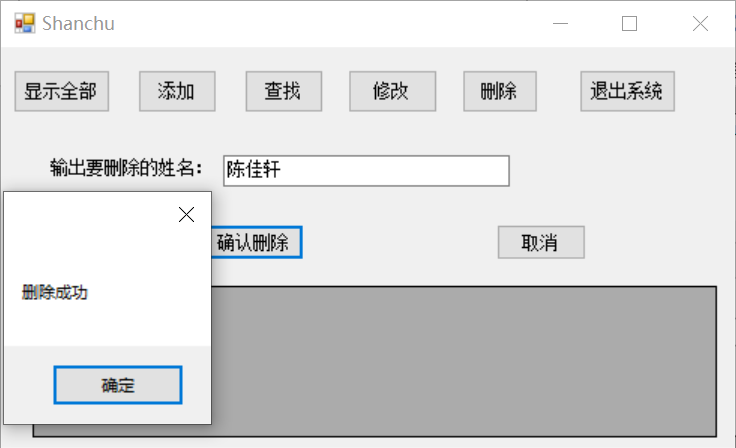 Shanchu
显示全部 添加 查找 修改 删除 退出系统
输出要删除的姓名： 陈佳轩
确认删除 取消
删除成功
确定